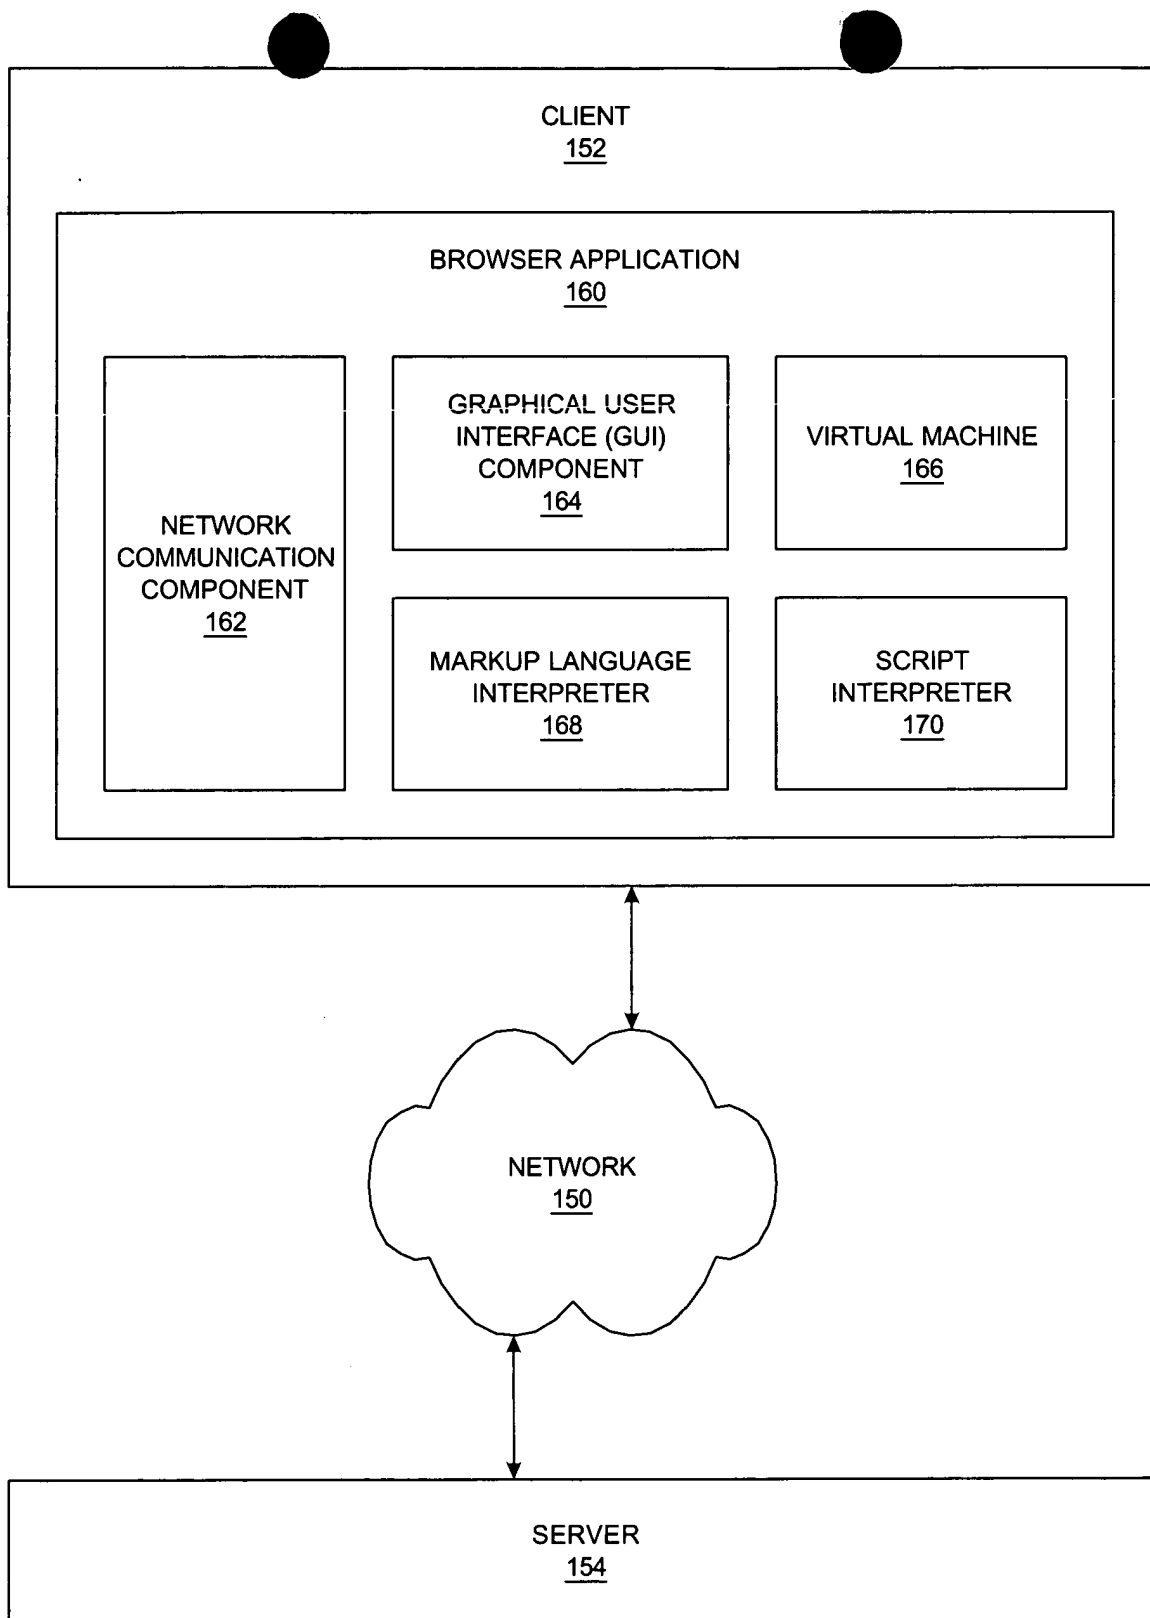 CLIENT
152
BROWSER APPLICATION
160
NETWORK
COMMUNICATION
COMPONENT
162
GRAPHICAL USER
INTERFACE (GUI)
COMPONENT
164
VIRTUAL MACHINE
166
MARKUP LANGUAGE
INTERPRETER
168
SCRIPT
INTERPRETER
170
NETWORK
150
SERVER
154